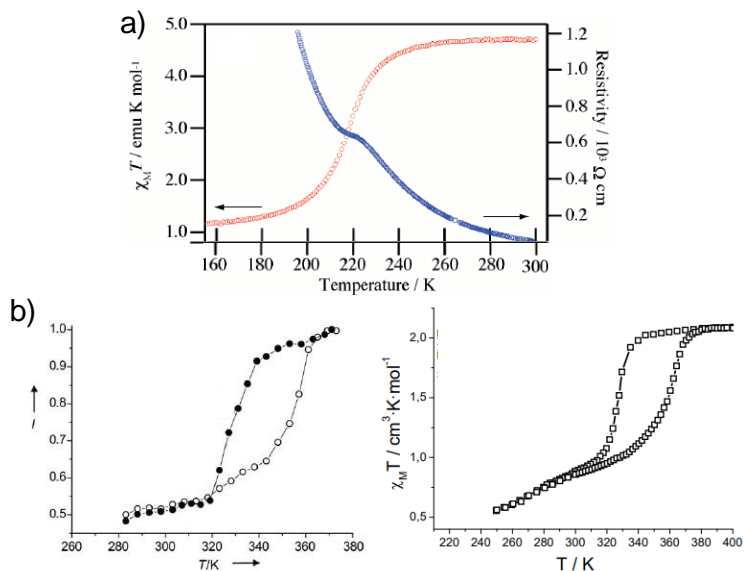 a)
5.0
4.0
3.0
2.0
1.0
χMT / emu K mol-1
1.2
1.0
0.8
0.6
0.4
0.2
Resistivity / 10³ Ω cm
160 180 200 220 240 260 280 300
Temperature / K
b)
1.0
0.9
0.8
0.7
0.6
0.5
I
260 280 300 320 340 360 380
T/K
2.0
1.5
1.0
0,5
χMT / cm³·K·mol-1
220 240 260 280 300 320 340 360 380 400
T / K